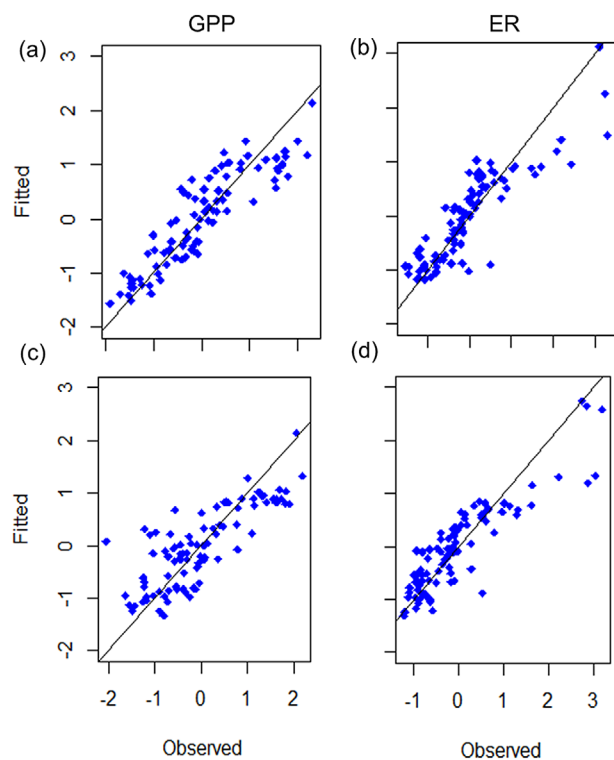 GPP ER
(a) (b)
Fitted
3
2
1
0
-1
-2
(c) (d)
Fitted
3
2
1
0
-1
-2
-2 -1 0 1 2 -1 0 1 2 3
Observed Observed